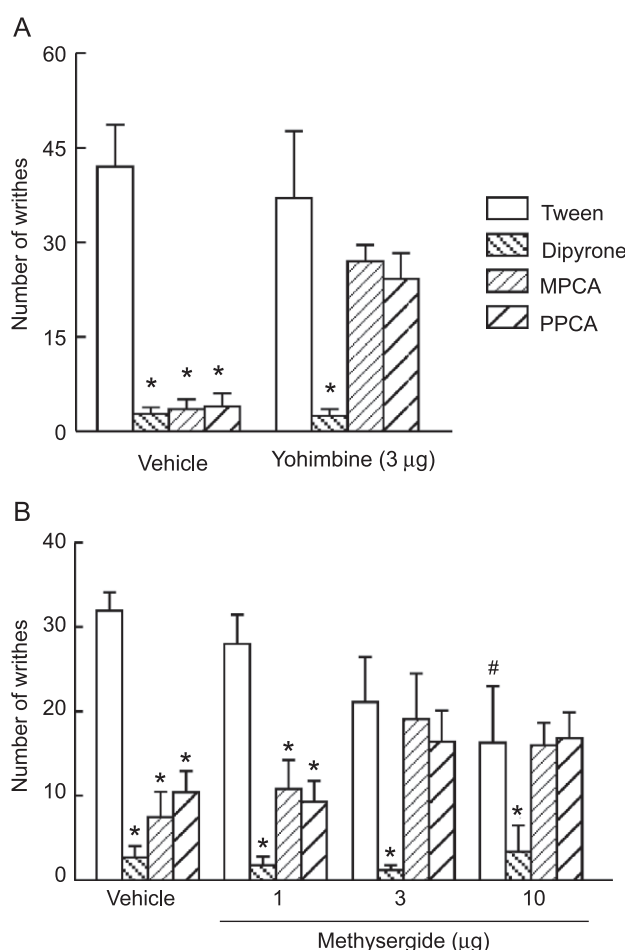 A
60
45
30
15
0
Number of writhes
*
*
*
*
Vehicle
Yohimbine (3 µg)
Tween
Dipyrone
MPCA
PPCA
B
40
30
20
10
0
Number of writhes
*
*
*
*
*
*
*
#
*
Vehicle
1
3
10
Methysergide (µg)